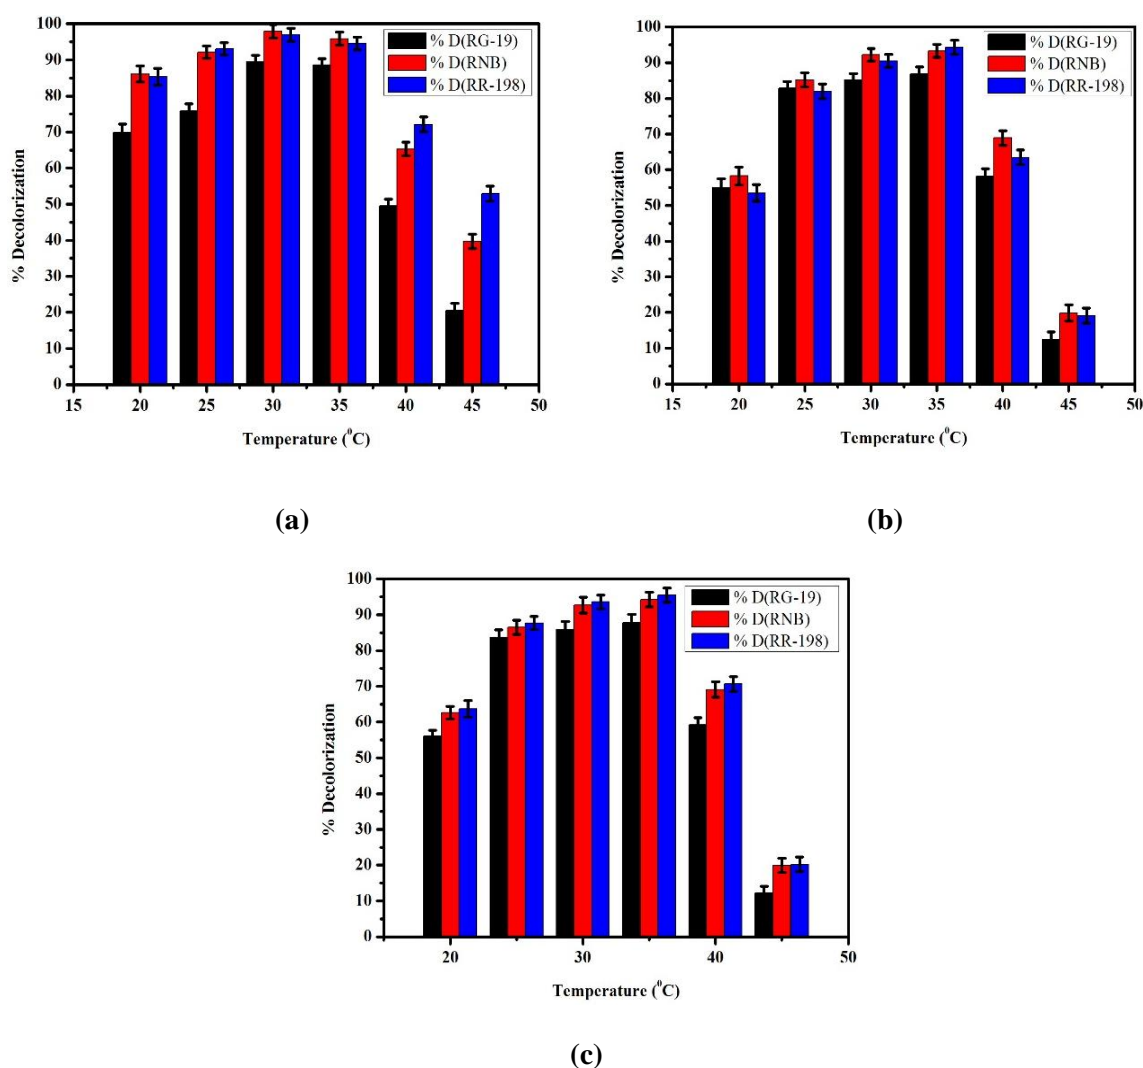 100
90
80
70
60
50
40
30
20
10
0
% Decolorization
% D(RG-19)
% D(RNB)
% D(RR-198)
15 20 25 30 35 40 45 50
Temperature (⁰C)
(a)
100
90
80
70
60
50
40
30
20
10
0
% Decolorization
% D(RG-19)
% D(RNB)
% D(RR-198)
15 20 25 30 35 40 45 50
Temperature (⁰C)
(b)
100
90
80
70
60
50
40
30
20
10
0
% Decolorization
% D(RG-19)
% D(RNB)
% D(RR-198)
20 30 40 50
Temperature (⁰C)
(c)